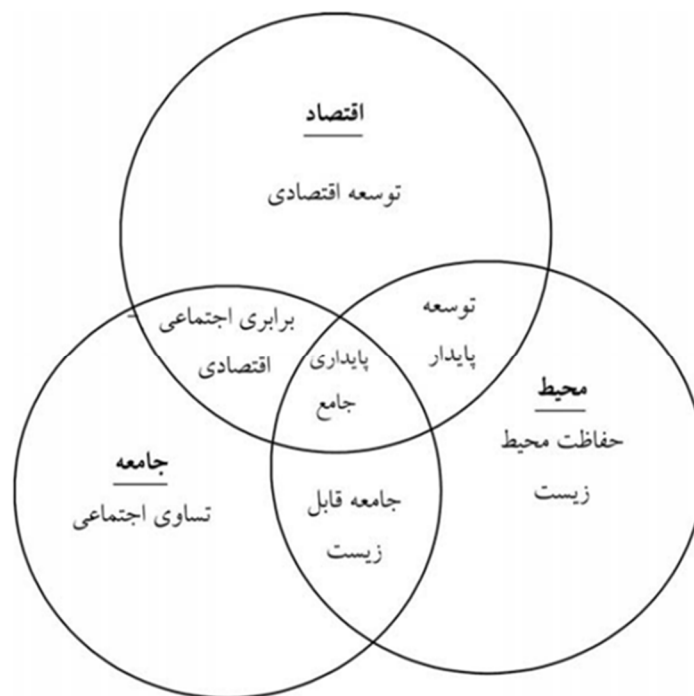 اقتصاد
توسعه اقتصادی
برابری اجتماعی
اقتصادی
توسعه
پایدار
پایداری
جامع
محیط
حفاظت محیط
زیست
جامعه
تساوی اجتماعی
جامعه قابل
زیست